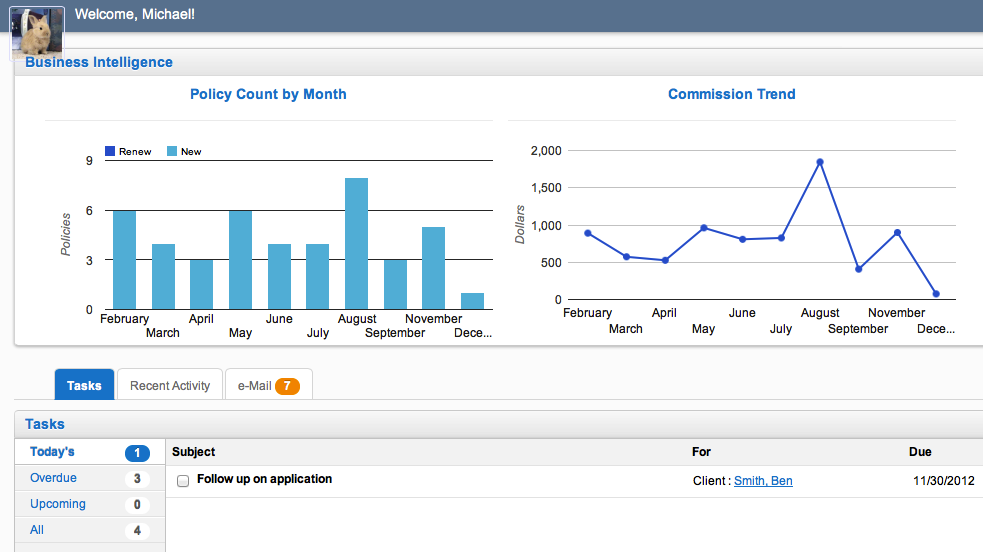 Welcome, Michael!
Business Intelligence
Policy Count by Month
Renew New
9
6
3
0
Policies
February March April May June July August September November Dece...
Commission Trend
2,000
1,500
1,000
500
0
Dollars
February March April May June July August September November Dece...
Tasks Recent Activity e-Mail 7
Tasks
Today's 1
Overdue 3
Upcoming 0
All 4
Subject For Due
Follow up on application Client : Smith, Ben 11/30/2012